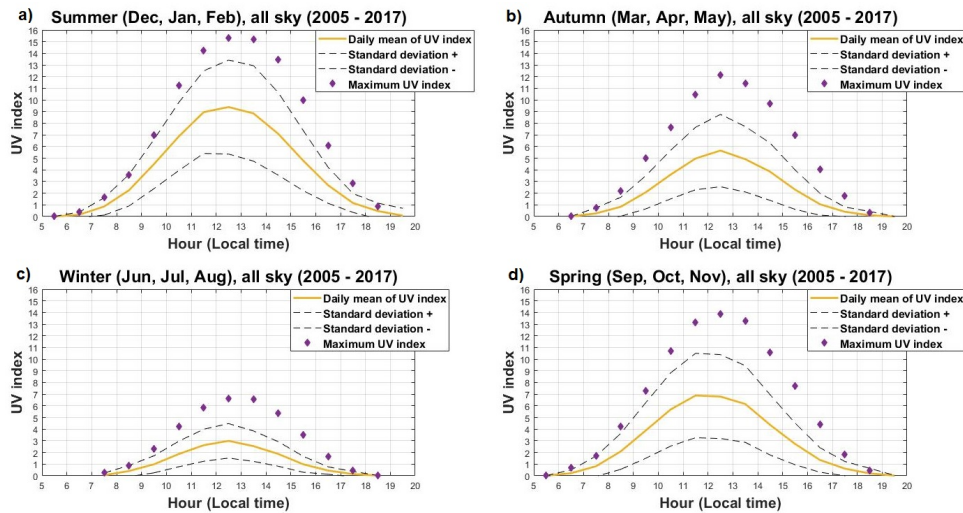 a)
Summer (Dec, Jan, Feb), all sky (2005 - 2017)
16
15
14
13
12
11
10
9
8
7
6
5
4
3
2
1
0
UV index
Daily mean of UV index
Standard deviation +
Standard deviation -
Maximum UV index
5 6 7 8 9 10 11 12 13 14 15 16 17 18 19 20
Hour (Local time)
b)
Autumn (Mar, Apr, May), all sky (2005 - 2017)
16
15
14
13
12
11
10
9
8
7
6
5
4
3
2
1
0
UV index
Daily mean of UV index
Standard deviation +
Standard deviation -
Maximum UV index
5 6 7 8 9 10 11 12 13 14 15 16 17 18 19 20
Hour (Local time)
c)
Winter (Jun, Jul, Aug), all sky (2005 - 2017)
16
15
14
13
12
11
10
9
8
7
6
5
4
3
2
1
0
UV index
Daily mean of UV index
Standard deviation +
Standard deviation -
Maximum UV index
5 6 7 8 9 10 11 12 13 14 15 16 17 18 19 20
Hour (Local time)
d)
Spring (Sep, Oct, Nov), all sky (2005 - 2017)
16
15
14
13
12
11
10
9
8
7
6
5
4
3
2
1
0
UV index
Daily mean of UV index
Standard deviation +
Standard deviation -
Maximum UV index
5 6 7 8 9 10 11 12 13 14 15 16 17 18 19 20
Hour (Local time)